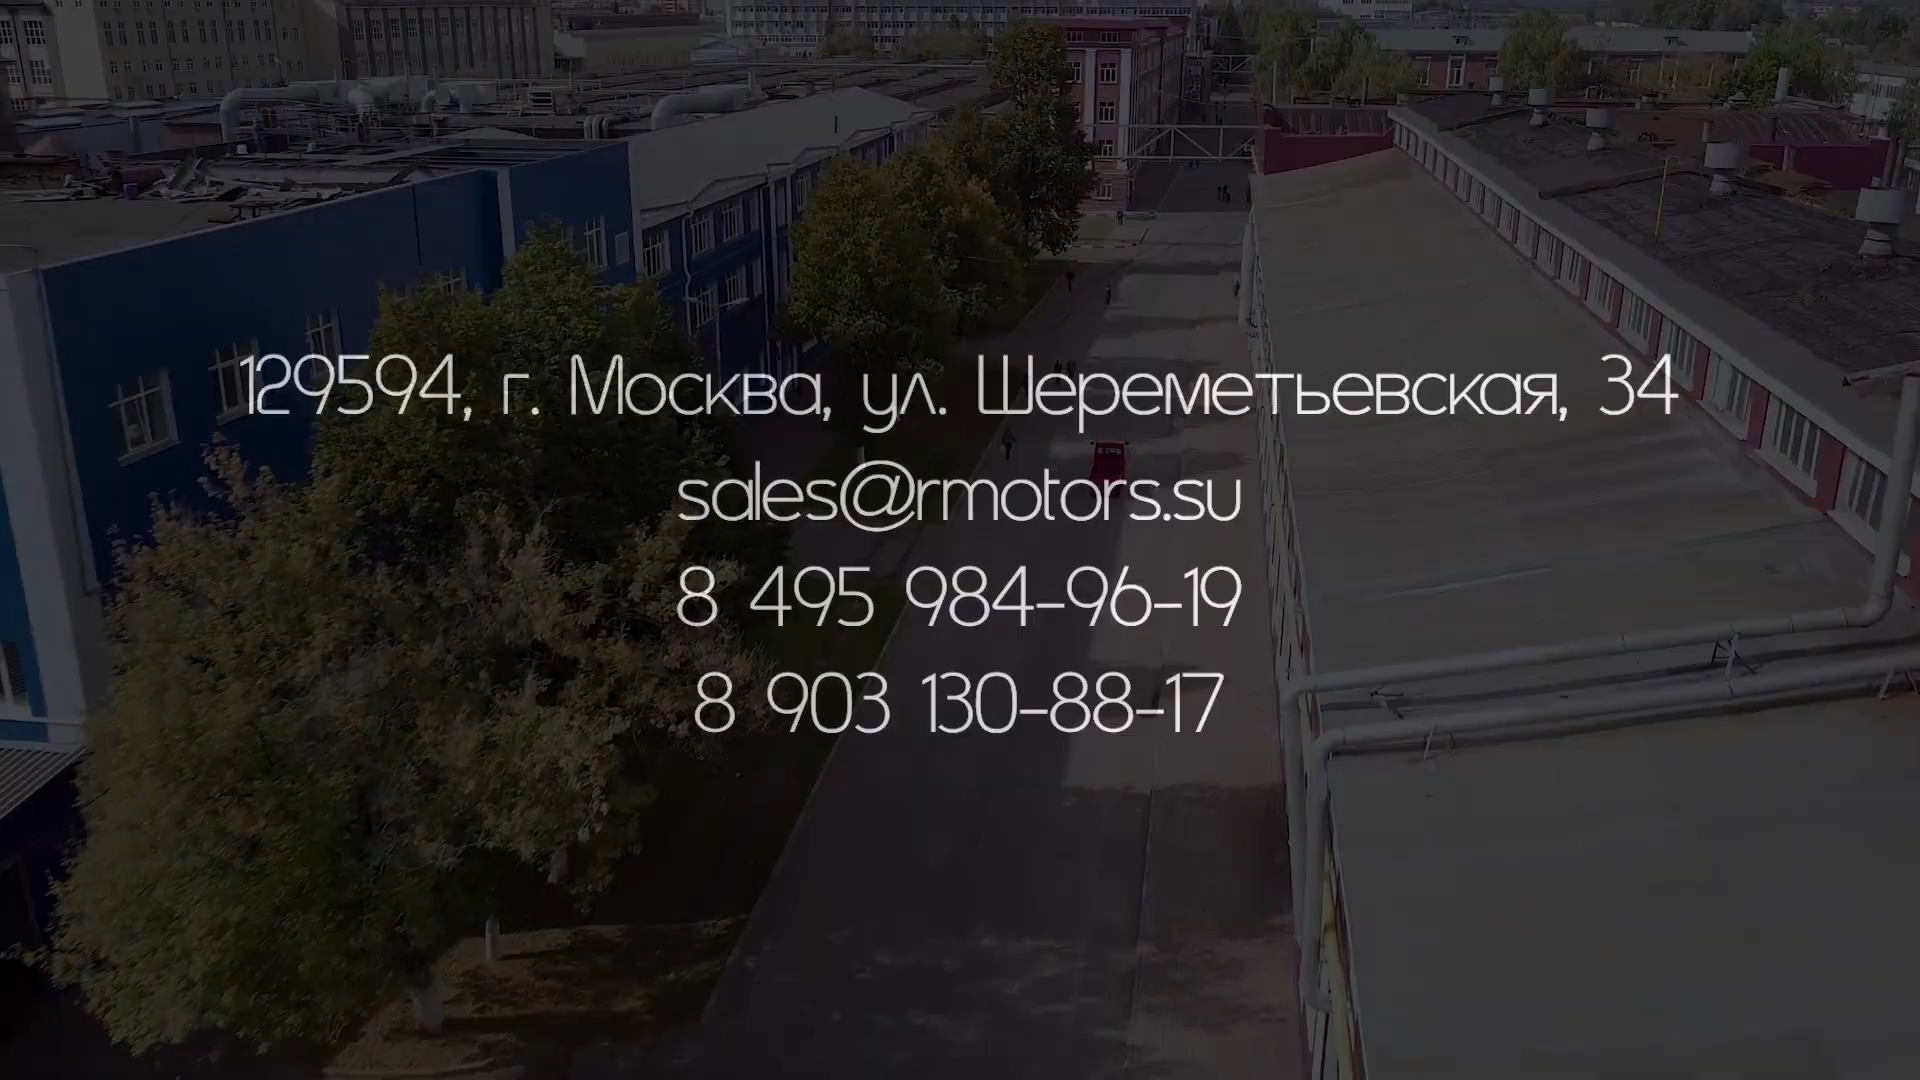 129594, г. Москва, ул. Шереметьевская, 34
sales@rmotors.su
8 495 984-96-19
8 903 130-88-17